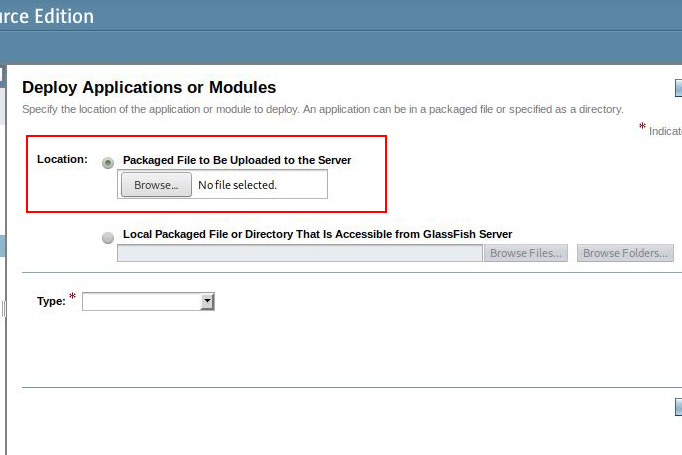 urce Edition
Deploy Applications or Modules
Specify the location of the application or module to deploy. An application can be in a packaged file or specified as a directory.
* Indicat
Location: Packaged File to Be Uploaded to the Server
Browse... No file selected.
Local Packaged File or Directory That Is Accessible from GlassFish Server
Browse Files... Browse Folders...
Type: *